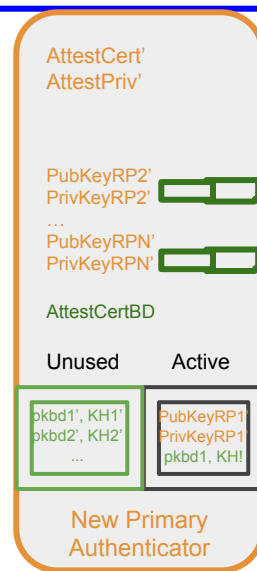 AttestCert'
AttestPriv'
PubKeyRP2'
PrivKeyRP2'
…
PubKeyRPN'
PrivKeyRPN'
AttestCertBD
Unused Active
pkbd1', KH1'
pkbd2', KH2'
...
PubKeyRP1'
PrivKeyRP1'
pkbd1, KH!
New Primary
Authenticator